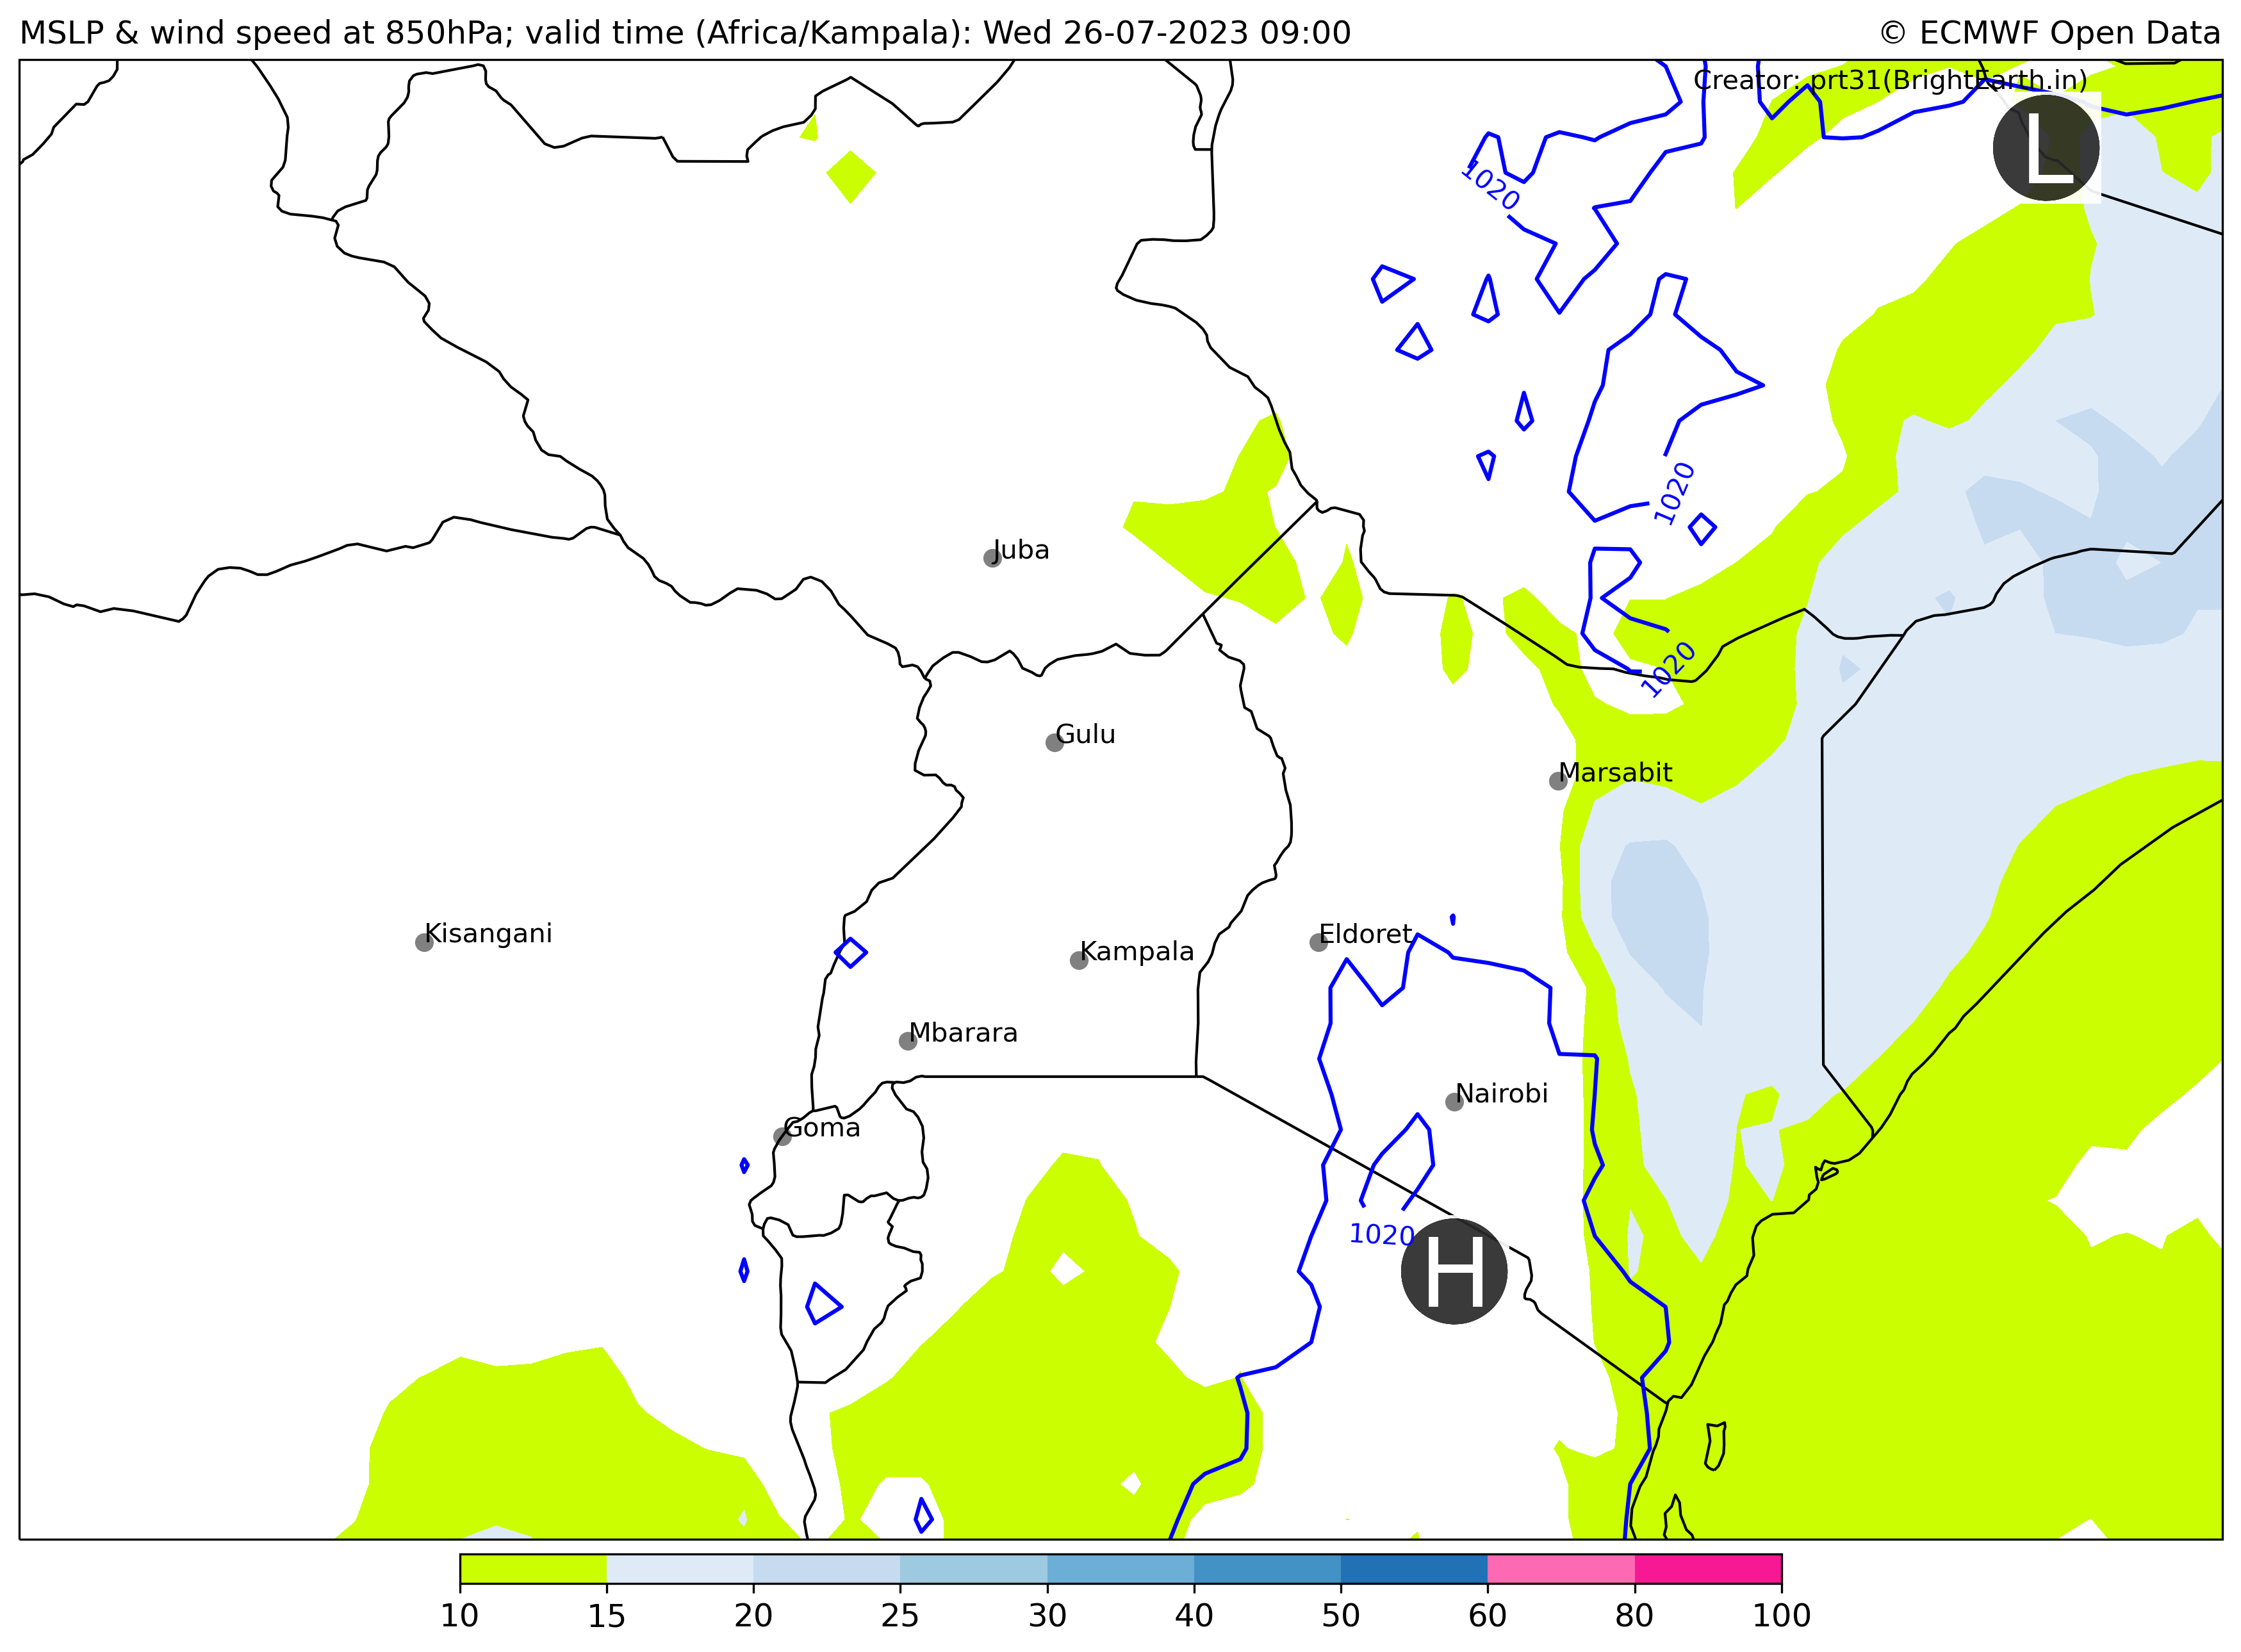 MSLP & wind speed at 850hPa; valid time (Africa/Kampala): Wed 26-07-2023 09:00
© ECMWF Open Data
Creator: prt31(BrightEarth.in)
L
1020
1020
Juba
1020
Gulu
Marsabit
Kisangani
Eldoret
Kampala
Mbarara
Nairobi
Goma
1020
H
10 15 20 25 30 40 50 60 80 100